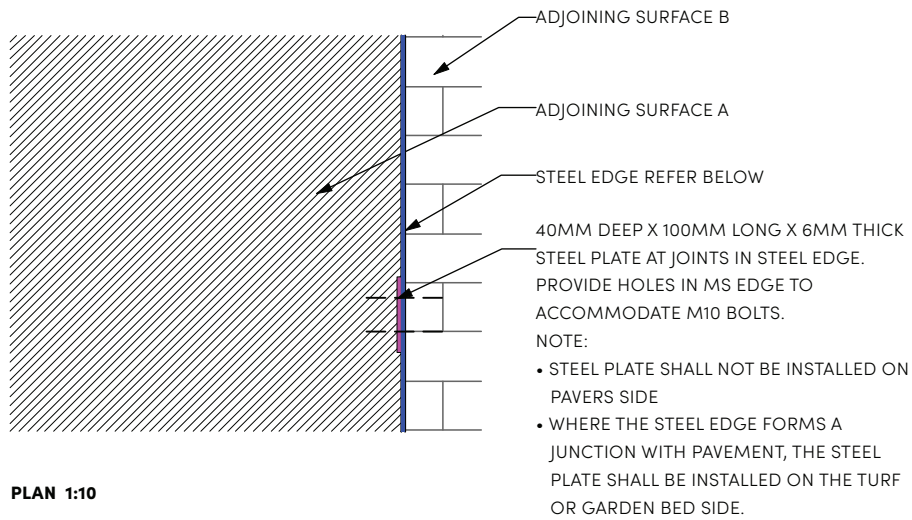 ADJOINING SURFACE B
ADJOINING SURFACE A
STEEL EDGE REFER BELOW
40MM DEEP X 100MM LONG X 6MM THICK
STEEL PLATE AT JOINTS IN STEEL EDGE.
PROVIDE HOLES IN MS EDGE TO
ACCOMMODATE M10 BOLTS.
NOTE:
• STEEL PLATE SHALL NOT BE INSTALLED ON
PAVERS SIDE
• WHERE THE STEEL EDGE FORMS A
JUNCTION WITH PAVEMENT, THE STEEL
PLATE SHALL BE INSTALLED ON THE TURF
OR GARDEN BED SIDE.
PLAN 1:10